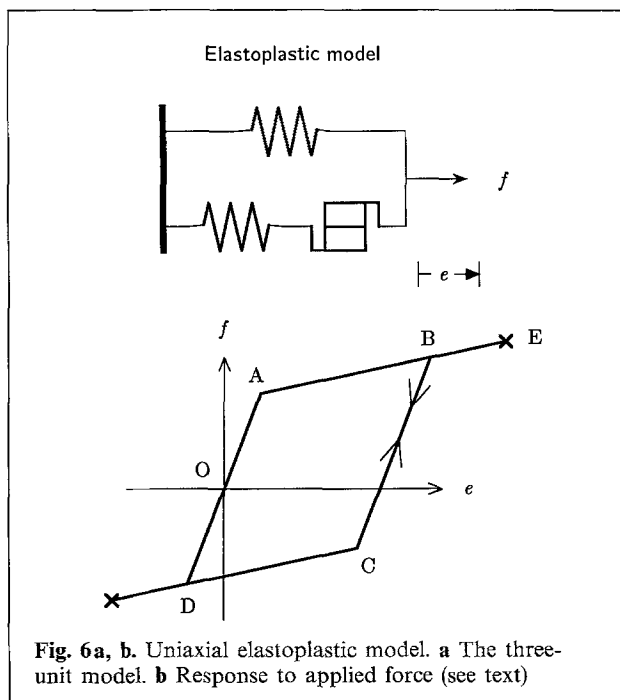 Elastoplastic model
f
e
f
B
E
A
O
e
C
D
Fig. 6a, b. Uniaxial elastoplastic model. a The three-
unit model. b Response to applied force (see text)